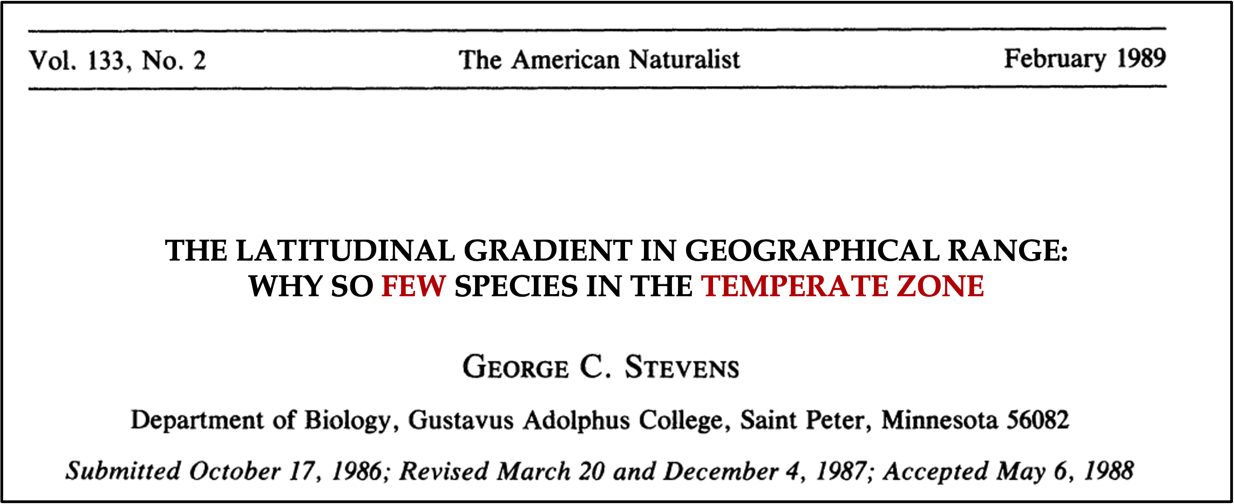 Vol. 133, No. 2 The American Naturalist February 1989
THE LATITUDINAL GRADIENT IN GEOGRAPHICAL RANGE:
WHY SO FEW SPECIES IN THE TEMPERATE ZONE
GEORGE C. STEVENS
Department of Biology, Gustavus Adolphus College, Saint Peter, Minnesota 56082
Submitted October 17, 1986; Revised March 20 and December 4, 1987; Accepted May 6, 1988